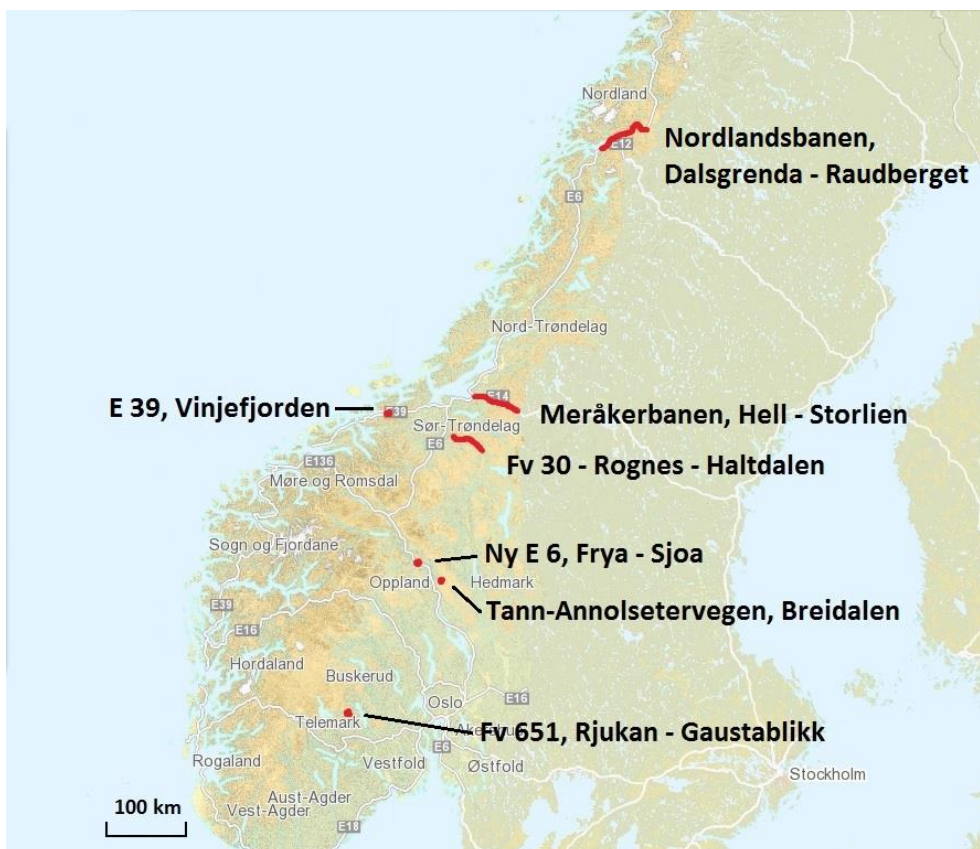 Nordland
Nordlandsbanen,
Dalsgrenda - Raudberget
E12
E6
Nord-Trøndelag
E14
E 39, Vinjefjorden
E39
Meråkerbanen, Hell - Storlien
Sør-Trøndelag
E6
Fv 30 - Rognes - Haltdalen
E136
Møre og Romsdal
Sogn og Fjordane
Ny E 6, Frya - Sjoa
Oppland
Hedmark
Tann-Annolsetervegen, Breidalen
E39
E16
Hordaland
Buskerud
Oslo
E16
Telemark
Fv 651, Rjukan - Gaustablikk
E6
Vestfold
Østfold
Rogaland
Stockholm
Aust-Agder
100 km
Vest-Agder
E18